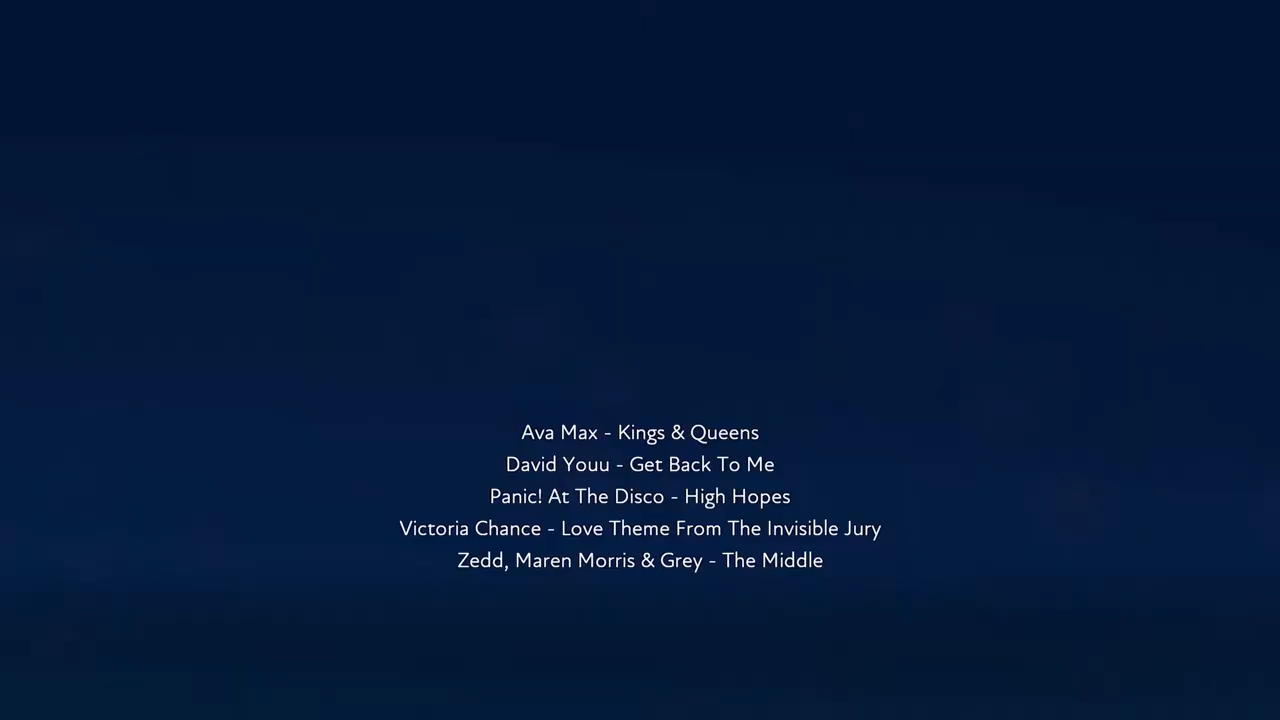 Ava Max - Kings & Queens
David Youu - Get Back To Me
Panic! At The Disco - High Hopes
Victoria Chance - Love Theme From The Invisible Jury
Zedd, Maren Morris & Grey - The Middle